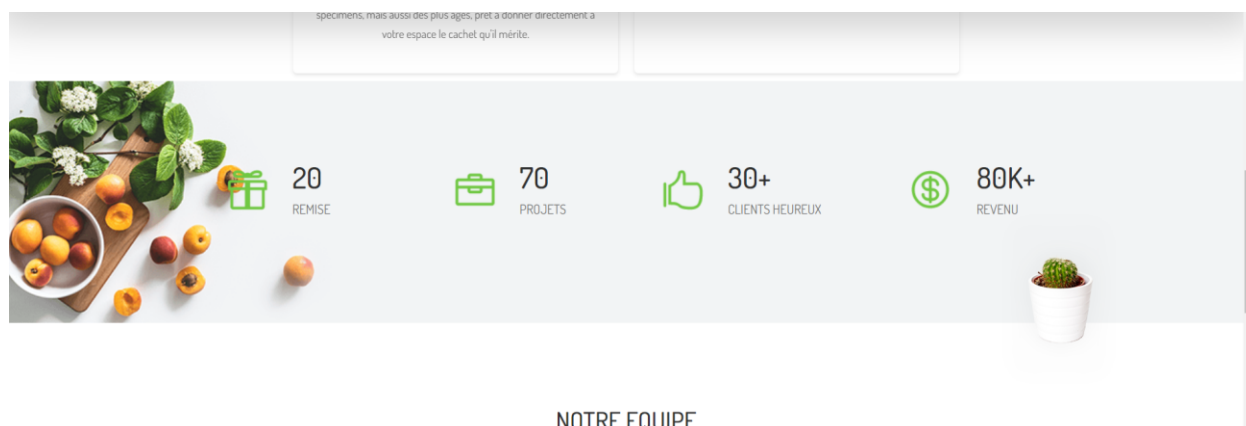 spécimens, mais aussi des plus âgés, prêt à donner directement à
votre espace le cachet qu'il mérite.
20
REMISE
70
PROJETS
30+
CLIENTS HEUREUX
80K+
REVENU
NOTRE EQUIPE